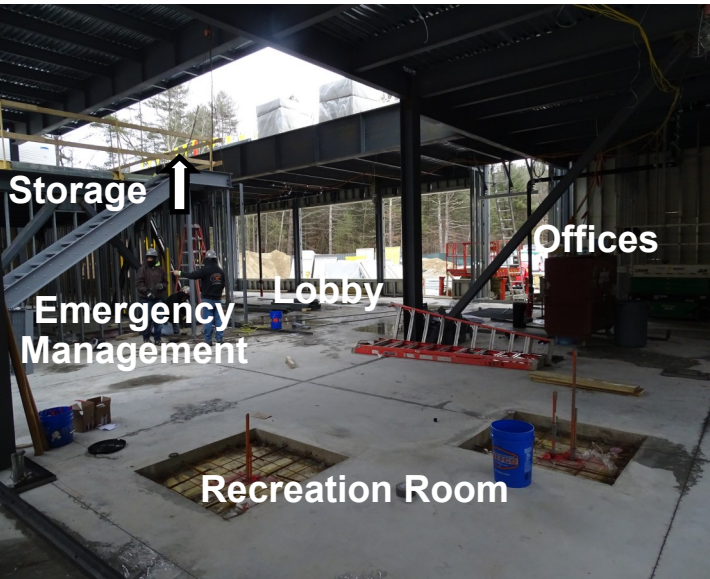 Storage
Offices
Lobby
Emergency
Management
Recreation Room